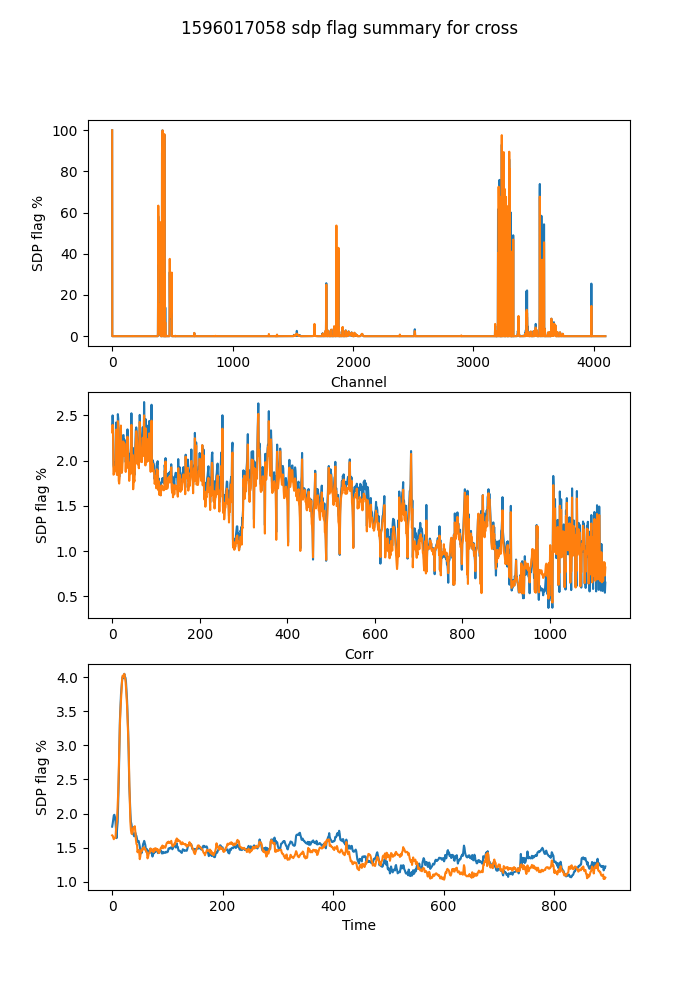 1596017058 sdp flag summary for cross
100
80
60
40
20
0
SDP flag %
0 1000 2000 3000 4000
Channel
2.5
2.0
1.5
1.0
0.5
SDP flag %
0 200 400 600 800 1000
Corr
4.0
3.5
3.0
2.5
2.0
1.5
1.0
SDP flag %
0 200 400 600 800
Time